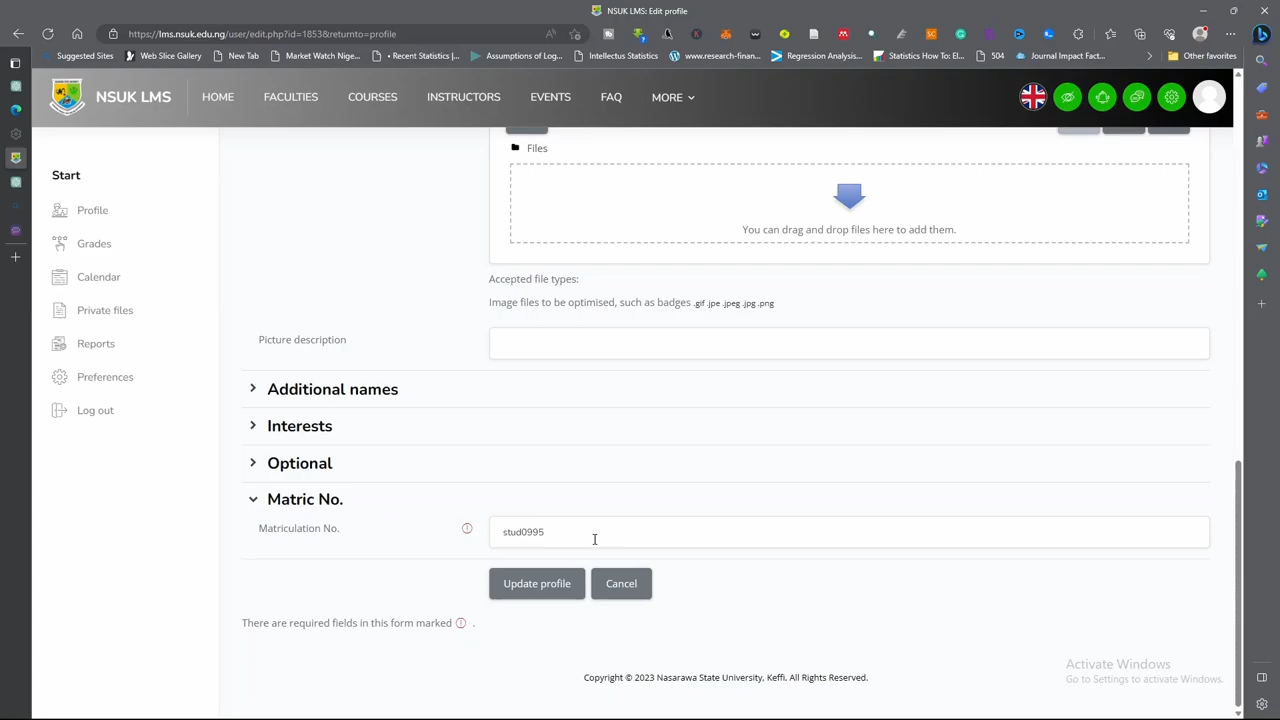 NSUK LMS: Edit profile
https://lms.nsuk.edu.ng/user/edit.php?id=1853&returnto=profile
Suggested Sites
Web Slice Gallery
New Tab
Market Watch Nige...
• Recent Statistics |...
Assumptions of Log...
Intellectus Statistics
www.research-finan...
Regression Analysis...
Statistics How To: El...
504
Journal Impact Fact...
Other favorites
NSUK LMS
HOME
FACULTIES
COURSES
INSTRUCTORS
EVENTS
FAQ
MORE
Start
Profile
Grades
Calendar
Private files
Reports
Preferences
Log out
Files
You can drag and drop files here to add them.
Accepted file types:
Image files to be optimised, such as badges .gif .jpe .jpeg .jpg .png
Picture description
Additional names
Interests
Optional
Matric No.
Matriculation No.
stud0995
Update profile
Cancel
There are required fields in this form marked .
Copyright © 2023 Nasarawa State University, Keffi. All Rights Reserved.
Activate Windows
Go to Settings to activate Windows.